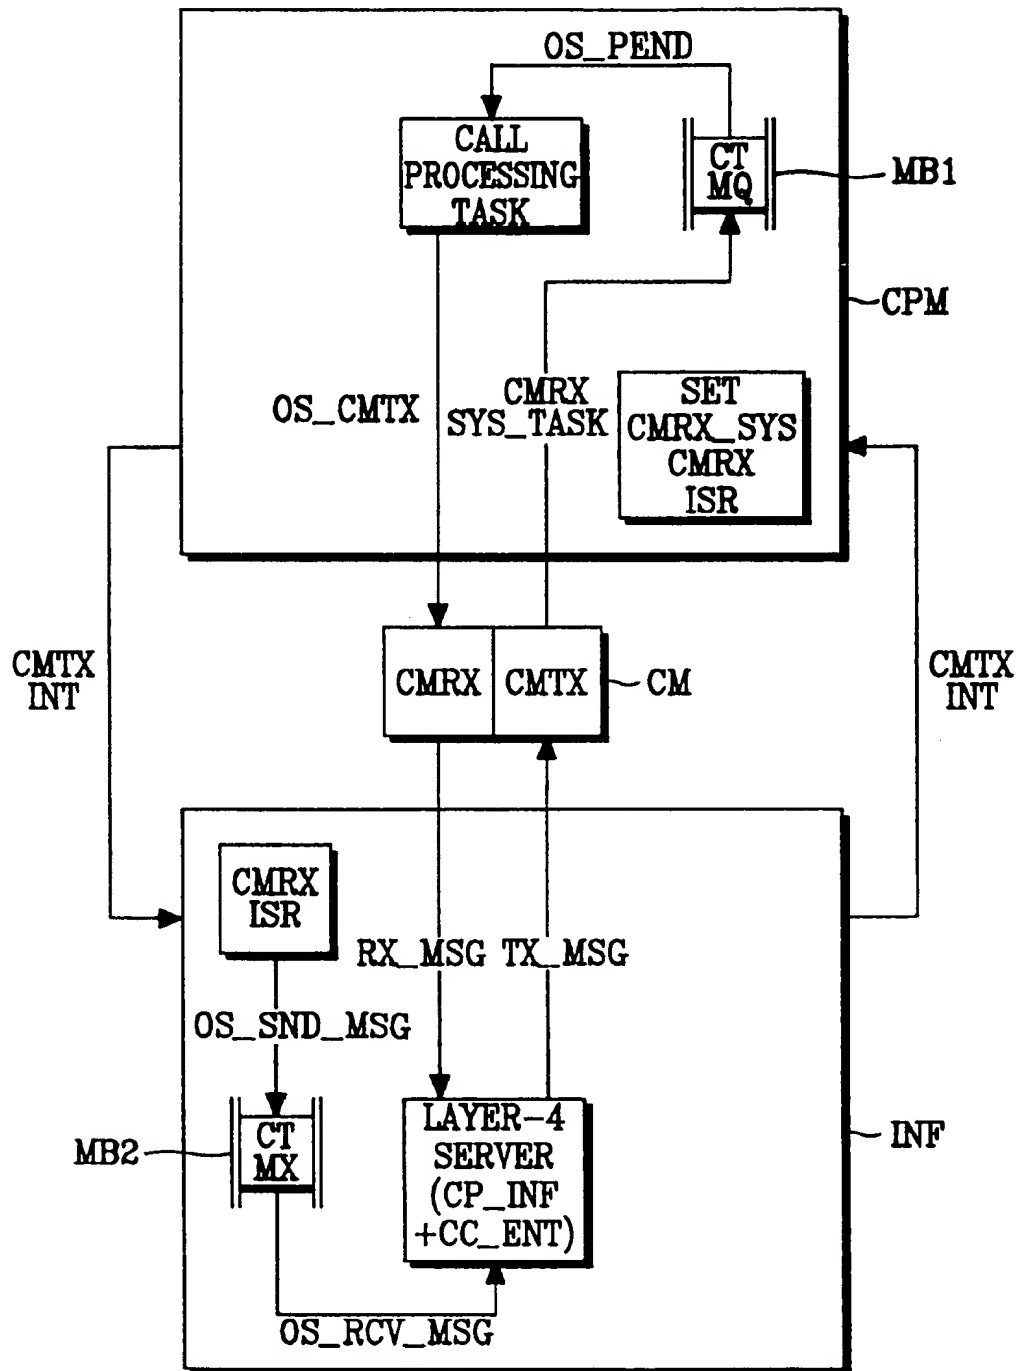 OS_PEND
CALL
PROCESSING
TASK
CT
MQ
MB1
CPM
OS_CMTX
CMRX
SYS_TASK
SET
CMRX_SYS
CMRX
ISR
CMTX
INT
CMRX
CMTX
CM
CMTX
INT
CMRX
ISR
RX_MSG
TX_MSG
OS_SND_MSG
MB2
CT
MX
LAYER-4
SERVER
(CP_INF
+CC_ENT)
INF
OS_RCV_MSG